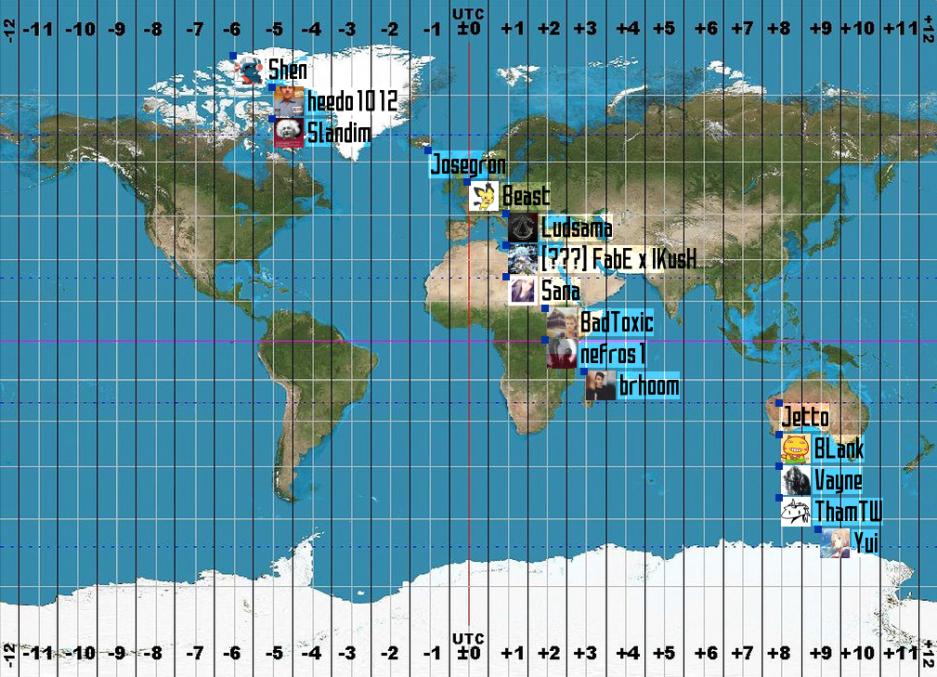 UTC
-12 -11 -10 -9 -8 -7 -6 -5 -4 -3 -2 -1 ±0 +1 +2 +3 +4 +5 +6 +7 +8 +9 +10 +11 +12
Shen
heedo1012
Slandim
Josegron
Beast
Ludsama
[???] FabE x IKusH
Sana
BadToxic
nefros1
brhoom
Jetto
BLank
Vayne
ThamTW
Yui
UTC
-12 -11 -10 -9 -8 -7 -6 -5 -4 -3 -2 -1 ±0 +1 +2 +3 +4 +5 +6 +7 +8 +9 +10 +11 +12